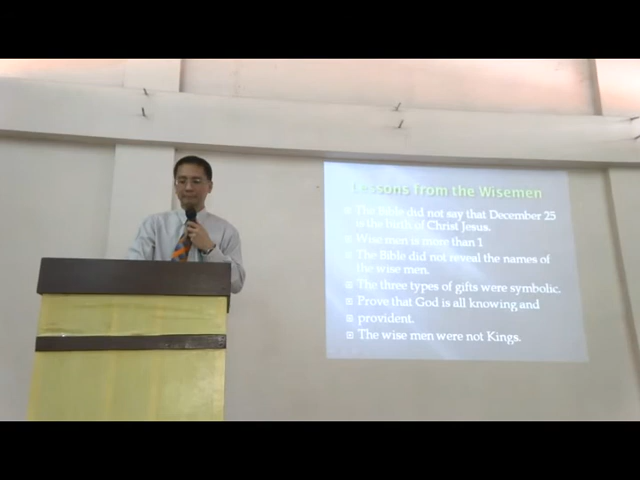 Lessons from the Wisemen
The Bible did not say that December 25
is the birth of Christ Jesus.
Wise men is more than 1
The Bible did not reveal the names of
the wise men.
The three types of gifts were symbolic.
Prove that God is all knowing and
provident.
The wise men were not Kings.